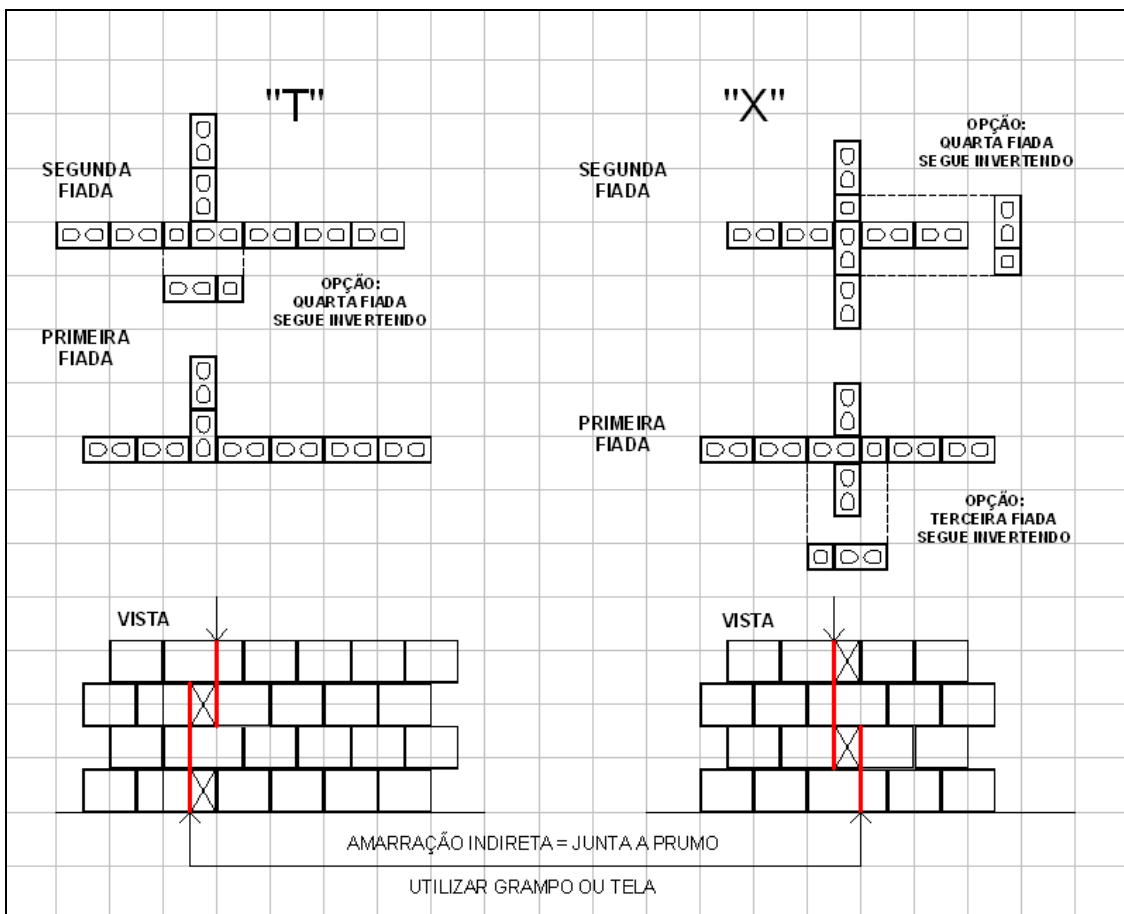 "T"
SEGUNDA
FIADA
OPÇÃO:
QUARTA FIADA
SEGUE INVERTENDO
PRIMEIRA
FIADA
VISTA
"X"
OPÇÃO:
QUARTA FIADA
SEGUE INVERTENDO
SEGUNDA
FIADA
PRIMEIRA
FIADA
OPÇÃO:
TERCEIRA FIADA
SEGUE INVERTENDO
VISTA
AMARRAÇÃO INDIRETA = JUNTA A PRUMO
UTILIZAR GRAMPO OU TELA